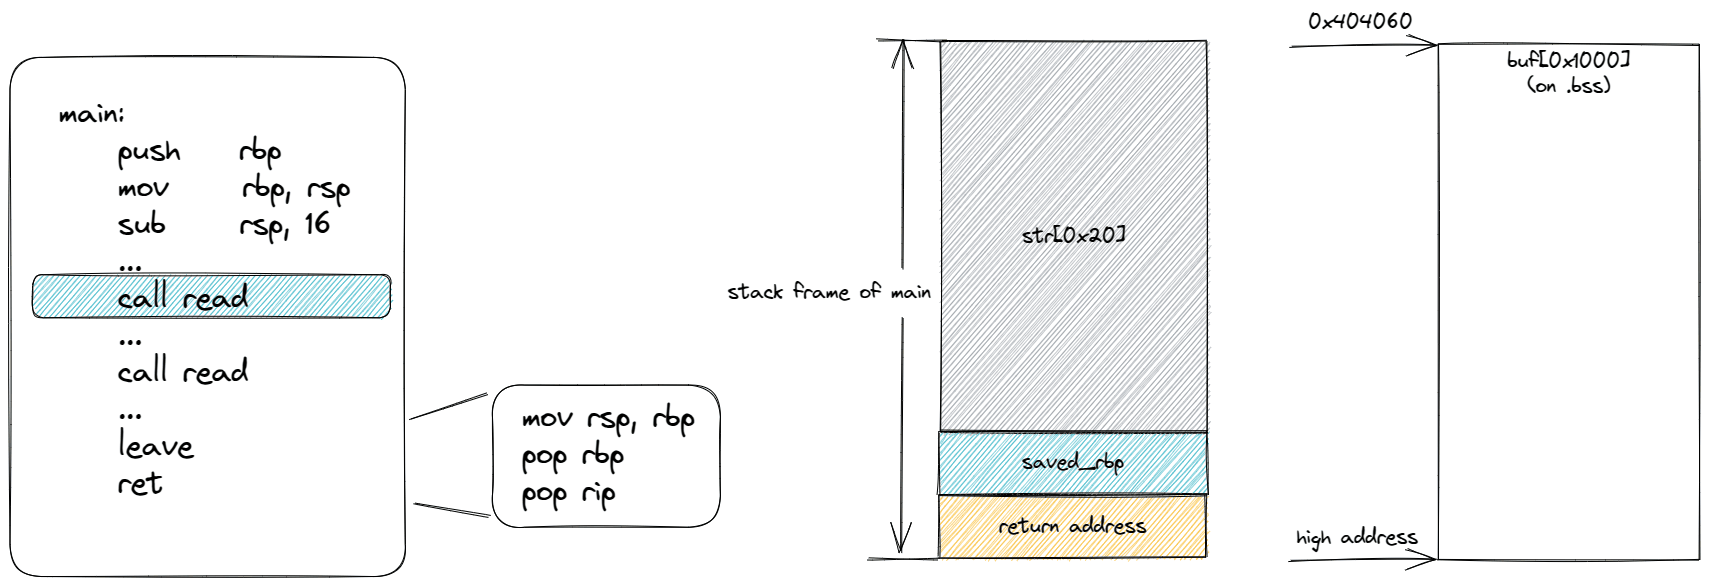 main:
push rbp
mov rbp, rsp
sub rsp, 16
...
call read
...
call read
...
leave
ret
mov rsp, rbp
pop rbp
pop rip
stack frame of main
str[0x20]
saved_rbp
return address
0x404060
buf[0x1000]
(on .bss)
high address